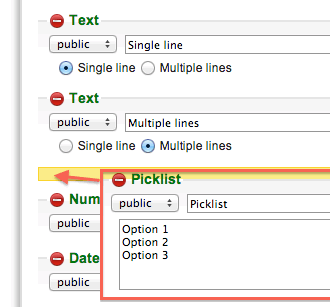 Text
public Single line
Single line Multiple lines
Text
public Multiple lines
Single line Multiple lines
Picklist
public Picklist
Option 1
Option 2
Option 3
Num
public
Date
public